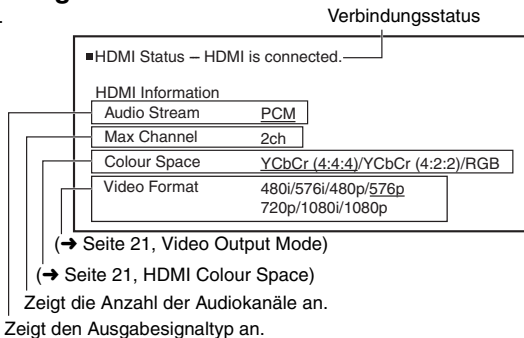 Verbindungsstatus
■HDMI Status – HDMI is connected.
HDMI Information
Audio Stream PCM
Max Channel 2ch
Colour Space YCbCr (4:4:4)/YCbCr (4:2:2)/RGB
Video Format 480i/576i/480p/576p
720p/1080i/1080p
(➔ Seite 21, Video Output Mode)
(➔ Seite 21, HDMI Colour Space)
Zeigt die Anzahl der Audiokanäle an.
Zeigt den Ausgabesignaltyp an.